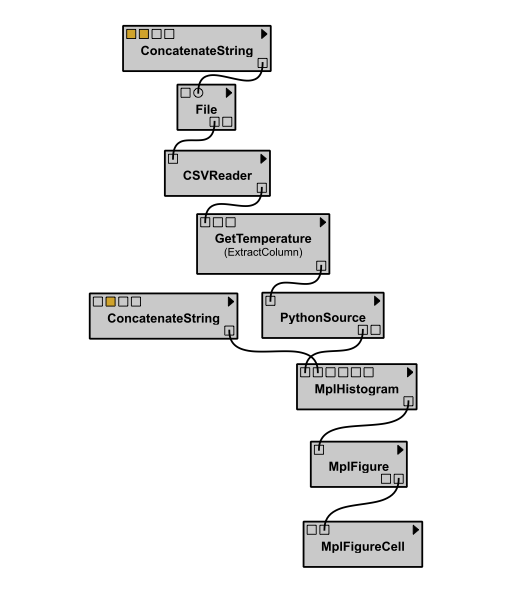 ConcatenateString
File
CSVReader
GetTemperature
(ExtractColumn)
ConcatenateString
PythonSource
MplHistogram
MplFigure
MplFigureCell